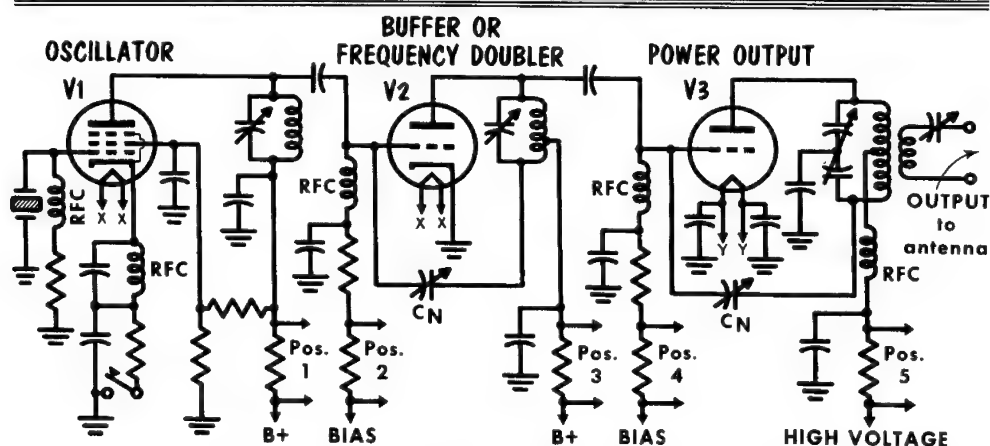 BUFFER OR
OSCILLATOR
FREQUENCY DOUBLER
POWER OUTPUT
V1
V2
V3
RFC
RFC
RFC
RFC
RFC
X X
X X
Y Y
OUTPUT
to
antenna
CN
CN
Pos.
1
Pos.
2
Pos.
3
Pos.
4
Pos.
5
B+
BIAS
B+
BIAS
HIGH VOLTAGE